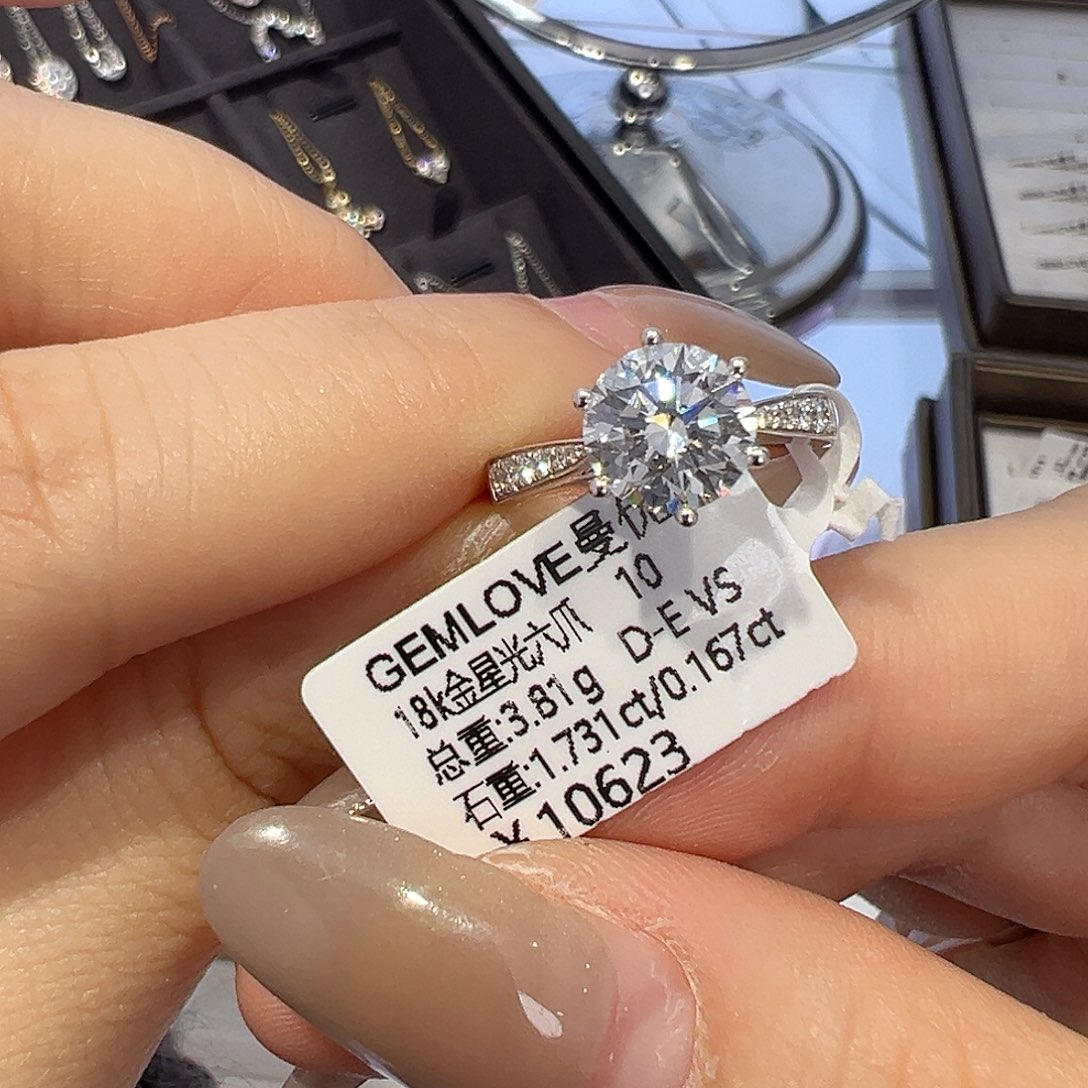 GEMLOVE曼
18k金星光六爪 10
总重:3.81g D-E VS
石重:1.731ct/0.167ct
¥10623